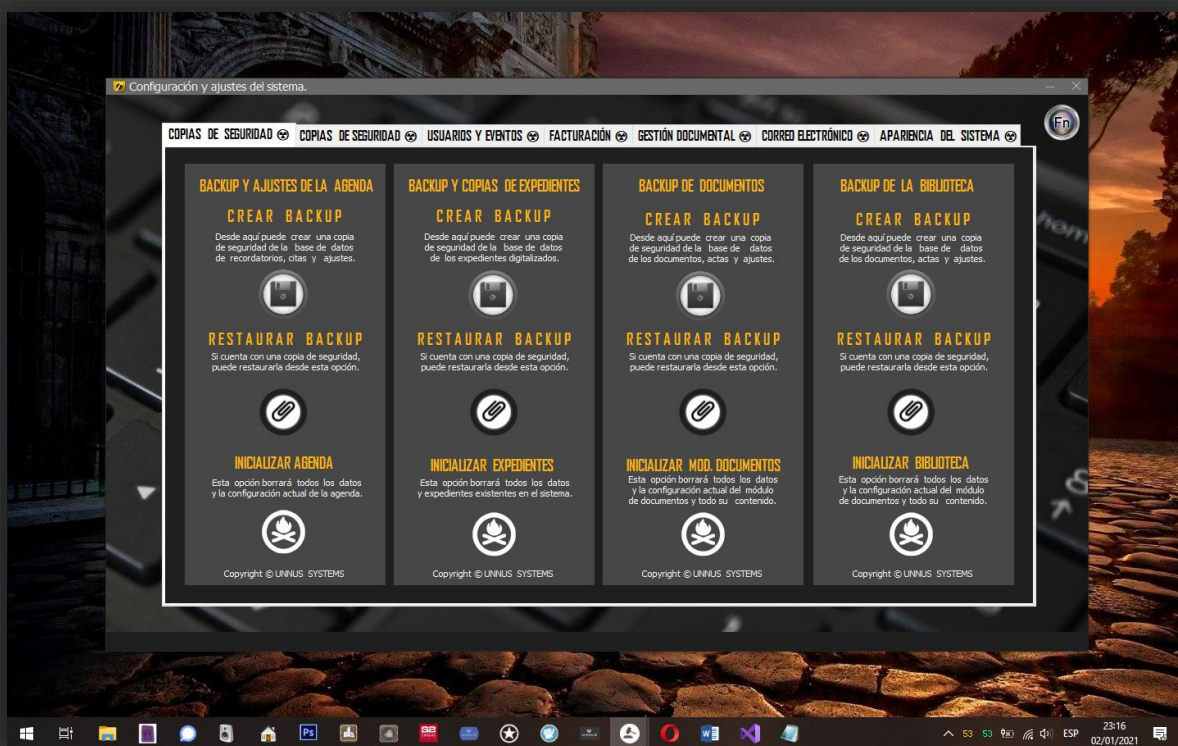 Configuración y ajustes del sistema.
En
COPIAS DE SEGURIDAD
COPIAS DE SEGURIDAD
USUARIOS Y EVENTOS
FACTURACIÓN
GESTIÓN DOCUMENTAL
CORREO ELECTRÓNICO
APARIENCIA DEL SISTEMA
BACKUP Y AJUSTES DE LA AGENDA
CREAR BACKUP
Desde aquí puede crear una copia
de seguridad de la base de datos
de recordatorios, citas y ajustes.
RESTAURAR BACKUP
Si cuenta con una copia de seguridad,
puede restaurarla desde esta opción.
INICIALIZAR AGENDA
Esta opción borrará todos los datos
y la configuración actual de la agenda.
Copyright © UNNUS SYSTEMS
BACKUP Y COPIAS DE EXPEDIENTES
CREAR BACKUP
Desde aquí puede crear una copia
de seguridad de la base de datos
de los expedientes digitalizados.
RESTAURAR BACKUP
Si cuenta con una copia de seguridad,
puede restaurarla desde esta opción.
INICIALIZAR EXPEDIENTES
Esta opción borrará todos los datos
y expedientes existentes en el sistema.
Copyright © UNNUS SYSTEMS
BACKUP DE DOCUMENTOS
CREAR BACKUP
Desde aquí puede crear una copia
de seguridad de la base de datos
de los documentos, actas y ajustes.
RESTAURAR BACKUP
Si cuenta con una copia de seguridad,
puede restaurarla desde esta opción.
INICIALIZAR MOD. DOCUMENTOS
Esta opción borrará todos los datos
y la configuración actual del módulo
de documentos y todo su contenido.
Copyright © UNNUS SYSTEMS
BACKUP DE LA BIBLIOTECA
CREAR BACKUP
Desde aquí puede crear una copia
de seguridad de la base de datos
de los documentos, actas y ajustes.
RESTAURAR BACKUP
Si cuenta con una copia de seguridad,
puede restaurarla desde esta opción.
INICIALIZAR BIBLIOTECA
Esta opción borrará todos los datos
y la configuración actual del módulo
de documentos y todo su contenido.
Copyright © UNNUS SYSTEMS
home
8
Ps
53 53
ESP
23:16
02/01/2021